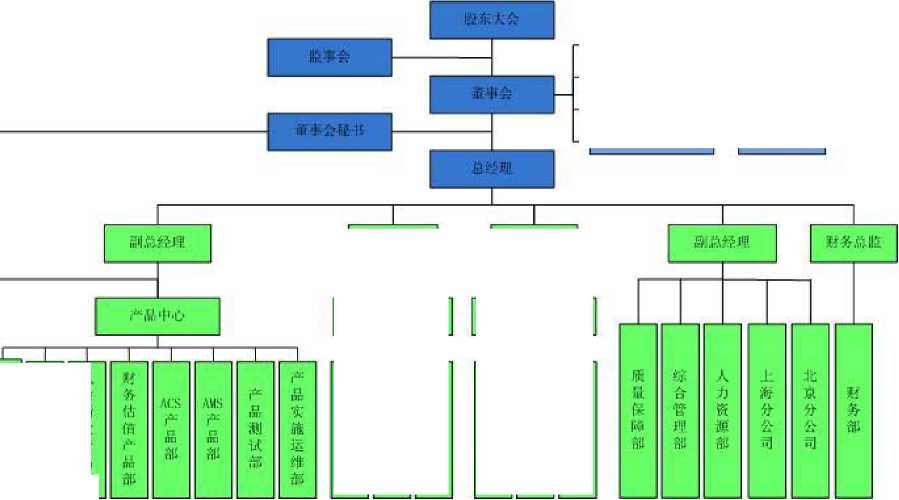 股东大会
监事会
董事会
董事会秘书
总经理
副总经理
副总经理
财务总监
产品中心
财务估值产品部
ACS产品部
AMS产品部
产品测试部
产品实施运维部
质量保障部
综合管理部
人力资源部
上海分公司
北京分公司
财务部